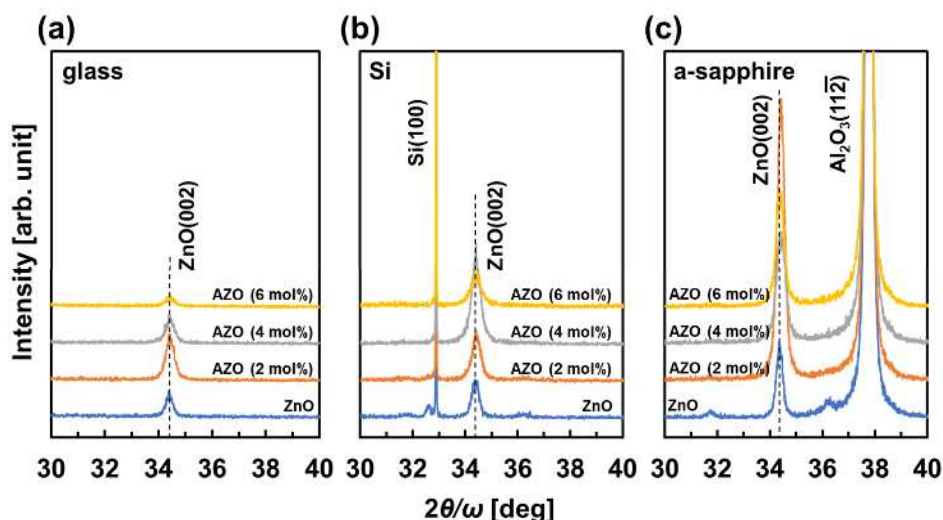 (a)
glass
ZnO(002)
AZO (6 mol%)
AZO (4 mol%)
AZO (2 mol%)
ZnO
30 32 34 36 38 40
(b)
Si
Si(100)
ZnO(002)
AZO (6 mol%)
AZO (4 mol%)
AZO (2 mol%)
ZnO
30 32 34 36 38 40
(c)
a-sapphire
ZnO(002)
Al₂O₃(11̅2̅)
AZO (6 mol%)
AZO (4 mol%)
AZO (2 mol%)
ZnO
30 32 34 36 38 40
Intensity [arb. unit]
2θ/ω [deg]